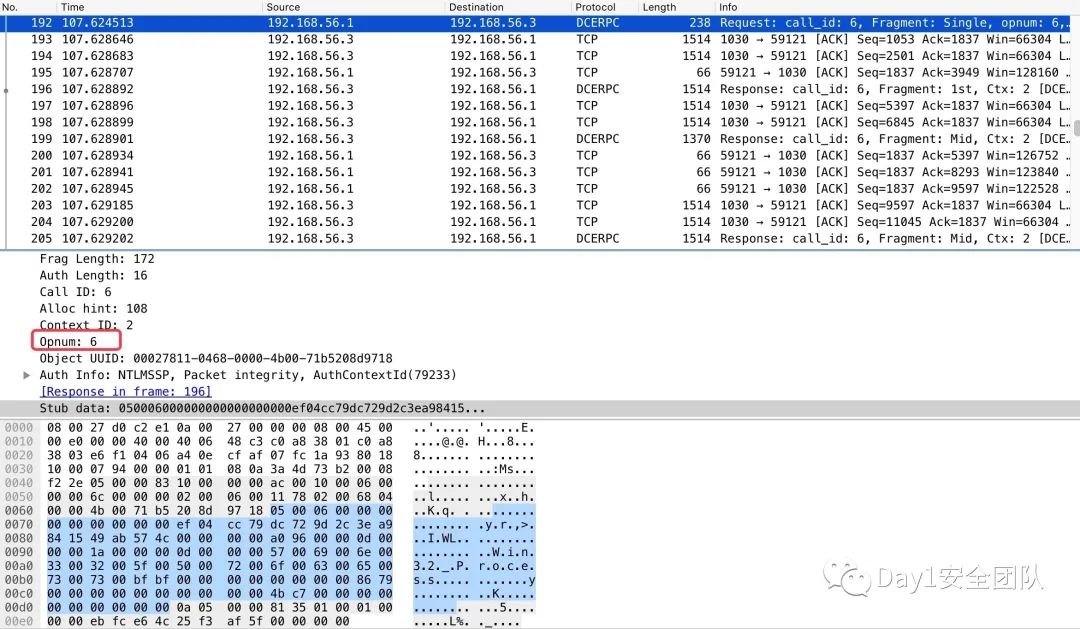 No. Time Source Destination Protocol Length Info
192 107.624513 192.168.56.1 192.168.56.3 DCERPC 238 Request: call_id: 6, Fragment: Single, opnum: 6,…
193 107.628646 192.168.56.3 192.168.56.1 TCP 1514 1030 → 59121 [ACK] Seq=1053 Ack=1837 Win=66304 L…
194 107.628683 192.168.56.3 192.168.56.1 TCP 1514 1030 → 59121 [ACK] Seq=2501 Ack=1837 Win=66304 L…
195 107.628707 192.168.56.1 192.168.56.3 TCP 66 59121 → 1030 [ACK] Seq=1837 Ack=3949 Win=128160 …
196 107.628892 192.168.56.3 192.168.56.1 DCERPC 1514 Response: call_id: 6, Fragment: 1st, Ctx: 2 [DCE…
197 107.628896 192.168.56.3 192.168.56.1 TCP 1514 1030 → 59121 [ACK] Seq=5397 Ack=1837 Win=66304 L…
198 107.628899 192.168.56.3 192.168.56.1 TCP 1514 1030 → 59121 [ACK] Seq=6845 Ack=1837 Win=66304 L…
199 107.628901 192.168.56.3 192.168.56.1 DCERPC 1370 Response: call_id: 6, Fragment: Mid, Ctx: 2 [DCE…
200 107.628934 192.168.56.1 192.168.56.3 TCP 66 59121 → 1030 [ACK] Seq=1837 Ack=5397 Win=126752 …
201 107.628941 192.168.56.1 192.168.56.3 TCP 66 59121 → 1030 [ACK] Seq=1837 Ack=8293 Win=123840 …
202 107.628945 192.168.56.1 192.168.56.3 TCP 66 59121 → 1030 [ACK] Seq=1837 Ack=9597 Win=122528 …
203 107.629185 192.168.56.3 192.168.56.1 TCP 1514 1030 → 59121 [ACK] Seq=9597 Ack=1837 Win=66304 L…
204 107.629200 192.168.56.3 192.168.56.1 TCP 1514 1030 → 59121 [ACK] Seq=11045 Ack=1837 Win=66304 …
205 107.629202 192.168.56.3 192.168.56.1 DCERPC 1514 Response: call_id: 6, Fragment: Mid, Ctx: 2 [DCE…
Frag Length: 172
Auth Length: 16
Call ID: 6
Alloc hint: 108
Context ID: 2
Opnum: 6
Object UUID: 00027811-0468-0000-4b00-71b5208d9718
Auth Info: NTLMSSP, Packet integrity, AuthContextId(79233)
[Response in frame: 196]
Stub data: 050006000000000000000000ef04cc79dc729d2c3ea98415...
0000 08 00 27 d0 c2 e1 0a 00 27 00 00 00 08 00 45 00 ..'.....'.....E.
0010 00 e0 00 00 40 00 40 06 48 c3 c0 a8 38 01 c0 a8 ....@.@. H...8...
0020 38 03 e6 f1 04 06 a4 0e cf af 07 fc 1a 93 80 18 8....... ........
0030 10 00 07 94 00 00 01 01 08 0a 3a 4d 73 b2 00 08 ........ ..:Ms...
0040 f2 2e 05 00 00 83 10 00 00 00 ac 00 10 00 06 00 ........ ........
0050 00 00 6c 00 00 00 02 00 06 00 11 78 02 00 68 04 ..l..... ...x..h.
0060 00 00 4b 00 71 b5 20 8d 97 18 05 00 06 00 00 00 ..K.q. . ........
0070 00 00 00 00 00 00 ef 04 cc 79 dc 72 9d 2c 3e a9 ........ .y.r.,>.
0080 84 15 49 ab 57 4c 00 00 00 00 a0 96 00 00 0d 00 ..I.WL.. ........
0090 00 00 1a 00 00 00 0d 00 00 00 57 00 69 00 6e 00 ........ ..W.i.n.
00a0 33 00 32 00 5f 00 50 00 72 00 6f 00 63 00 65 00 3.2._.P. r.o.c.e.
00b0 73 00 73 00 bf bf 00 00 00 00 00 00 00 00 86 79 s.s..... .......y
00c0 00 00 00 00 00 00 00 00 00 00 4b c7 00 00 00 00 ........ ..K.....
00d0 00 00 00 00 00 00 0a 05 00 00 81 35 01 00 01 00 ........ ...5....
00e0 00 00 eb fc e6 4c 25 f3 af 5f 00 00 00 00 .....L%. ._....
Day1安全团队